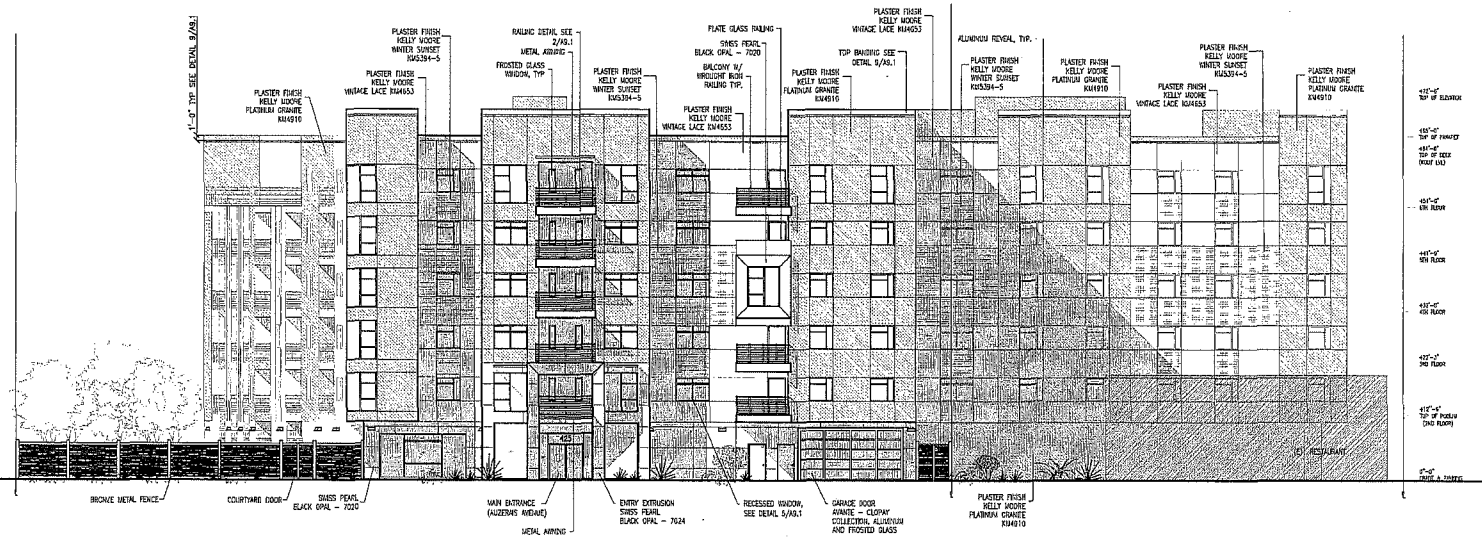 1'-0" TYP SEE DETAIL 9/A9.1
PLASTER FINISH
KELLY MOORE
PLATINUM GRANITE
KM4910
PLASTER FINISH
KELLY MOORE
VINTAGE LACE KM4653
PLASTER FINISH
KELLY MOORE
WINTER SUNSET
KM5394-5
RAILING DETAIL SEE
2/A9.1
METAL AWNING
FROSTED GLASS
WINDOW, TYP
PLASTER FINISH
KELLY MOORE
WINTER SUNSET
KM5394-5
PLATE GLASS RAILING
SWISS PEARL
BLACK OPAL - 7020
BALCONY W/
WROUGHT IRON
RAILING TYP.
PLASTER FINISH
KELLY MOORE
VINTAGE LACE KM4653
PLASTER FINISH
KELLY MOORE
PLATINUM GRANITE
KM4910
PLASTER FINISH
KELLY MOORE
VINTAGE LACE KM4653
TOP BANDING SEE
DETAIL 9/A9.1
ALUMINUM REVEAL, TYP.
PLASTER FINISH
KELLY MOORE
WINTER SUNSET
KM5394-5
PLASTER FINISH
KELLY MOORE
PLATINUM GRANITE
KM4910
PLASTER FINISH
KELLY MOORE
VINTAGE LACE KM4653
PLASTER FINISH
KELLY MOORE
WINTER SUNSET
KM5394-5
PLASTER FINISH
KELLY MOORE
PLATINUM GRANITE
KM4910
TOP OF ELEVATOR
TOP OF PARAPET
TOP OF DECK
(ROOF LVL)
6TH FLOOR
5TH FLOOR
4TH FLOOR
3RD FLOOR
TOP OF PODIUM
(2ND FLOOR)
0'-0"
425
(E) RESTAURANT
BRONZE METAL FENCE
COURTYARD DOOR
SWISS PEARL
BLACK OPAL - 7020
MAIN ENTRANCE
(AUZERAIS AVENUE)
METAL AWNING
ENTRY EXTRUSION
SWISS PEARL
BLACK OPAL - 7024
RECESSED WINDOW,
SEE DETAIL 5/A9.1
GARAGE DOOR
AVANTE - CLOPAY
COLLECTION, ALUMINUM
AND FROSTED GLASS
PLASTER FINISH
KELLY MOORE
PLATINUM GRANITE
KM4910